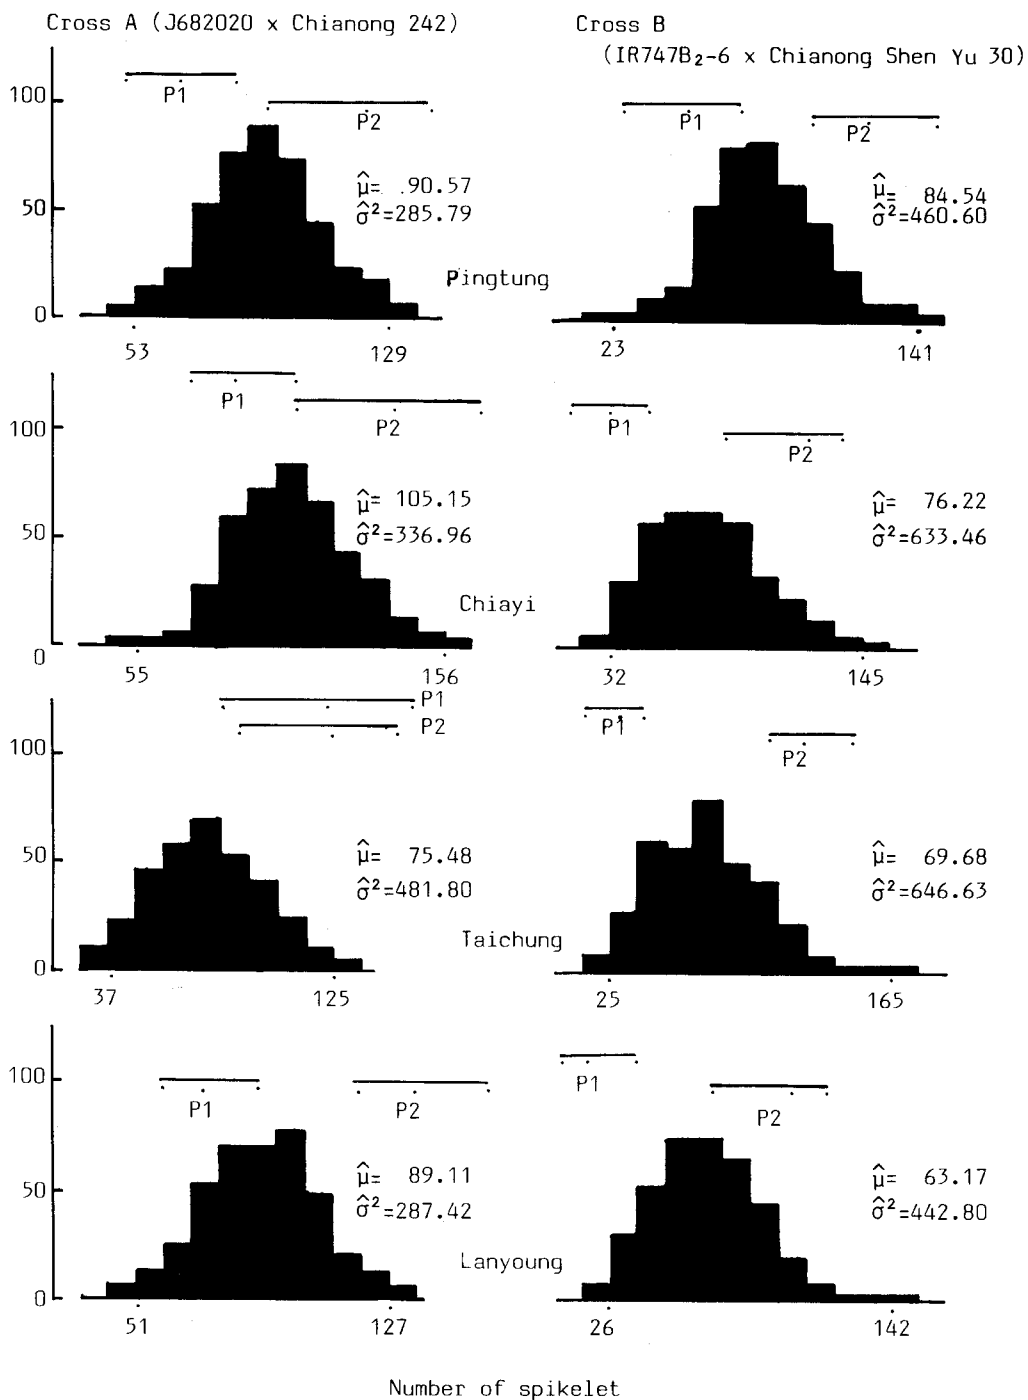 Cross A (J682020 x Chianong 242)
Cross B
(IR747B₂-6 x Chianong Shen Yu 30)
100
50
0
P1
P2
μ̂= .90.57
σ̂²=285.79
53
129
Pingtung
P1
P2
μ̂= 84.54
σ̂²=460.60
23
141
100
50
0
P1
P2
μ̂= 105.15
σ̂²=336.96
55
156
Chiayi
P1
P2
μ̂= 76.22
σ̂²=633.46
32
145
100
50
0
P1
P2
μ̂= 75.48
σ̂²=481.80
37
125
Taichung
P1
P2
μ̂= 69.68
σ̂²=646.63
25
165
100
50
0
P1
P2
μ̂= 89.11
σ̂²=287.42
51
127
Lanyoung
P1
P2
μ̂= 63.17
σ̂²=442.80
26
142
Number of spikelet